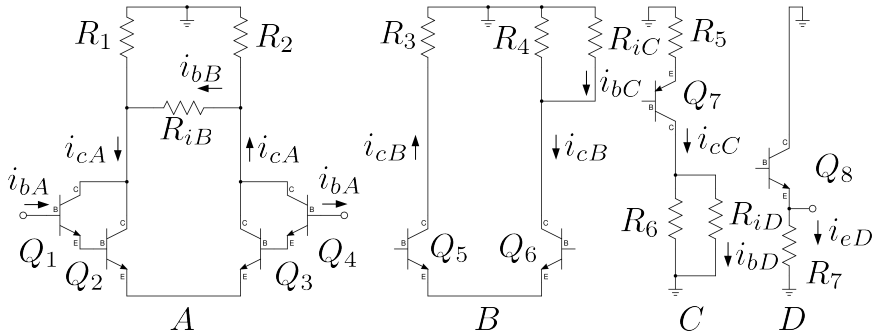 R1 R2 R3 R4 RiC R5
ibB ibC Q7
RiB
icA icA icB icB icC
ibA ibA Q8
R6 RiD ieD
Q1 Q2 Q3 Q4 Q5 Q6 ibD R7
A B C D
C B E
C B E
C B E
C B E
C B E
C B E
E B C
C B E